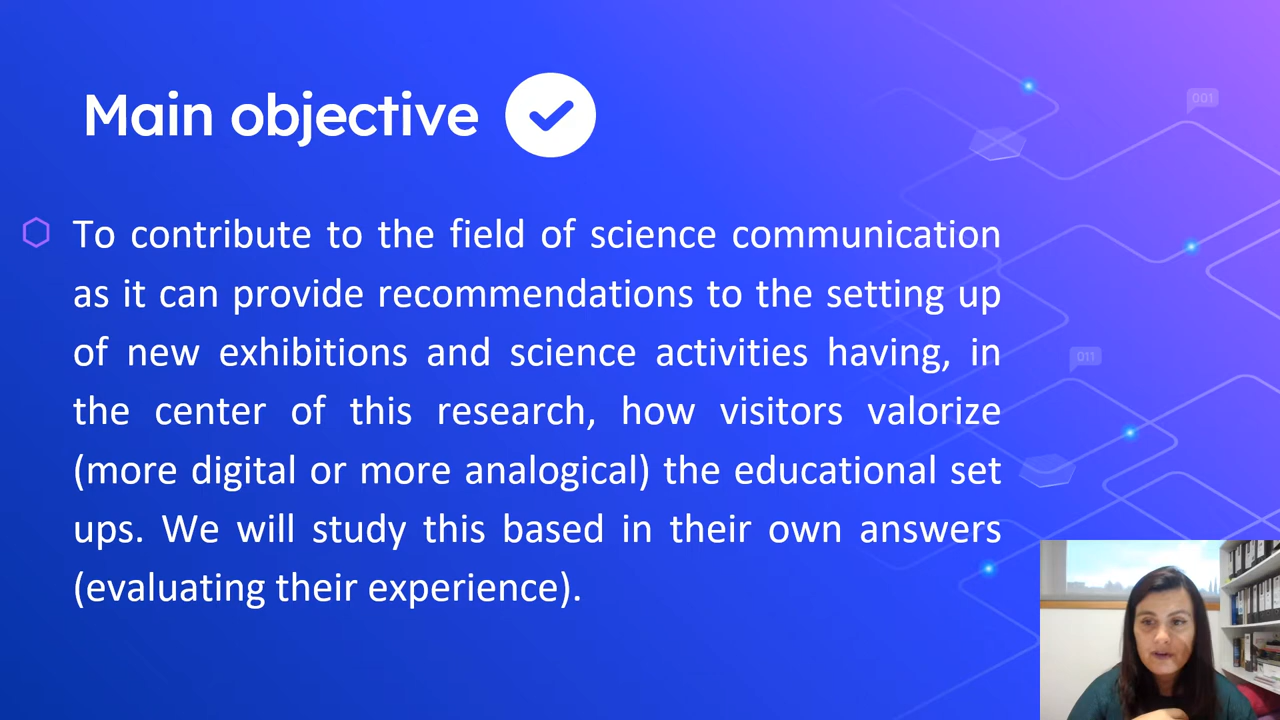 Main objective
001
To contribute to the field of science communication
as it can provide recommendations to the setting up
of new exhibitions and science activities having, in
011
the center of this research, how visitors valorize
(more digital or more analogical) the educational set
ups. We will study this based in their own answers
(evaluating their experience).